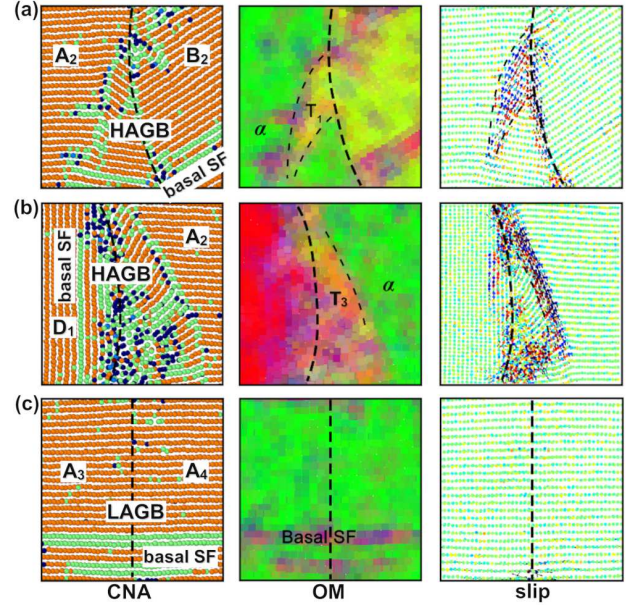 (a)
A₂
B₂
HAGB
basal SF
α
T₁
(b)
basal SF
HAGB
A₂
D₁
T₃
α
(c)
A₃
A₄
LAGB
basal SF
Basal SF
CNA
OM
slip